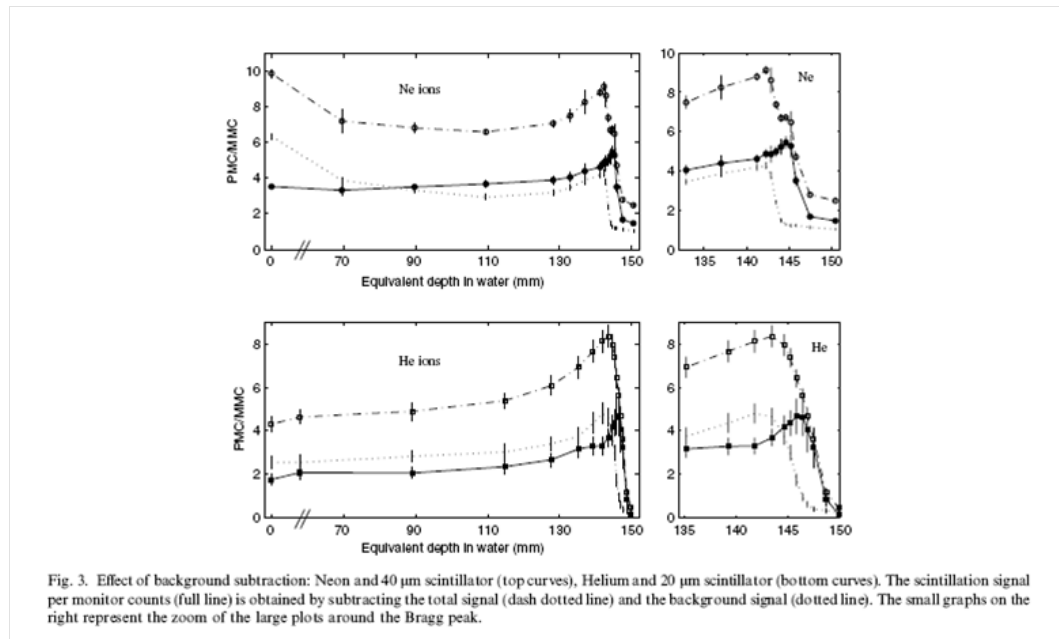 10
8
6
4
2
0
PMC/MMC
Ne ions
0 70 90 110 130 150
Equivalent depth in water (mm)
10
8
6
4
2
0
Ne
135 140 145 150
8
6
4
2
0
PMC/MMC
He ions
0 70 90 110 130 150
Equivalent depth in water (mm)
8
6
4
2
0
He
135 140 145 150
Fig. 3. Effect of background subtraction: Neon and 40 μm scintillator (top curves), Helium and 20 μm scintillator (bottom curves). The scintillation signal
per monitor counts (full line) is obtained by subtracting the total signal (dash dotted line) and the background signal (dotted line). The small graphs on the
right represent the zoom of the large plots around the Bragg peak.